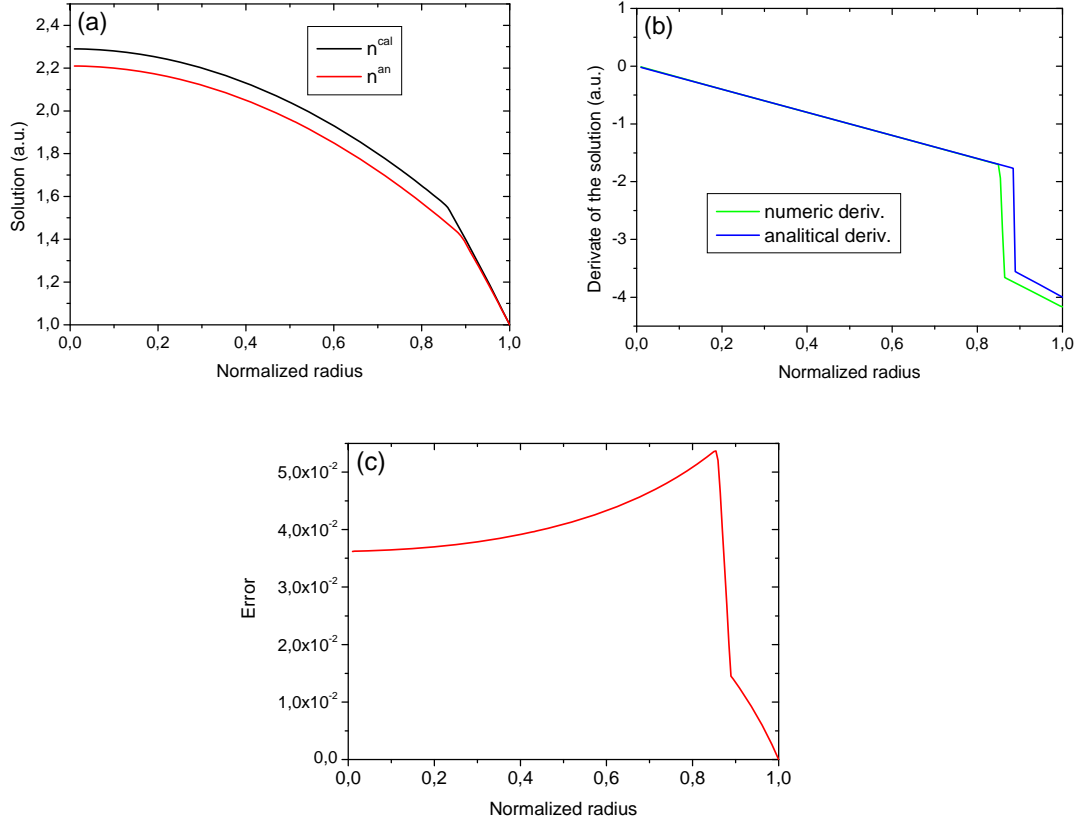 (a)
n^cal
n^an
2,4
2,2
2,0
1,8
1,6
1,4
1,2
1,0
Solution (a.u.)
0,0 0,2 0,4 0,6 0,8 1,0
Normalized radius
(b)
numeric deriv.
analitical deriv.
1
0
-1
-2
-3
-4
Derivate of the solution (a.u.)
0,0 0,2 0,4 0,6 0,8 1,0
Normalized radius
(c)
5,0x10^-2
4,0x10^-2
3,0x10^-2
2,0x10^-2
1,0x10^-2
0,0
Error
0,0 0,2 0,4 0,6 0,8 1,0
Normalized radius